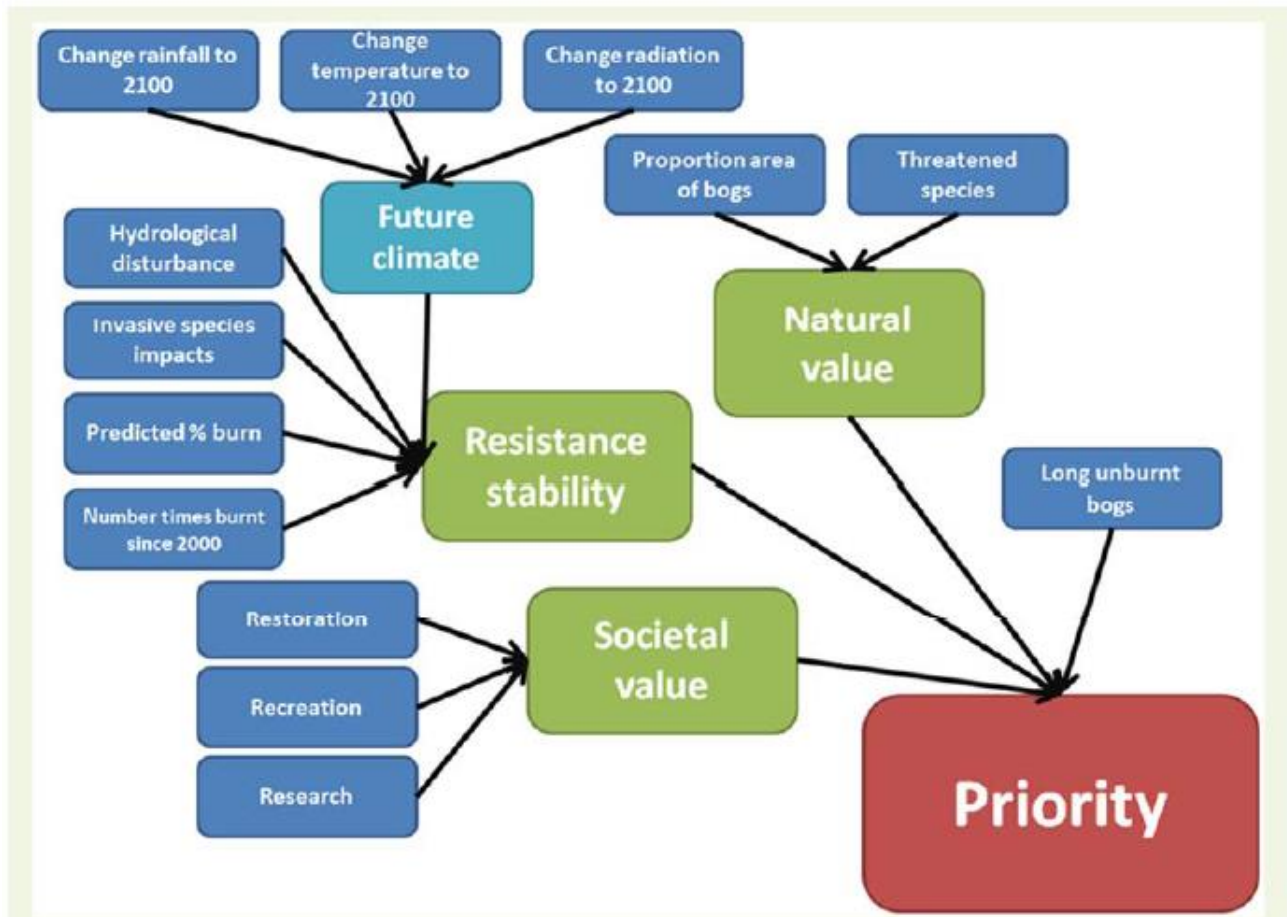 Change rainfall to
2100
Change
temperature to
2100
Change radiation
to 2100
Proportion area
of bogs
Threatened
species
Future
climate
Hydrological
disturbance
Natural
value
Invasive species
impacts
Predicted % burn
Resistance
stability
Number times burnt
since 2000
Long unburnt
bogs
Restoration
Societal
value
Recreation
Research
Priority